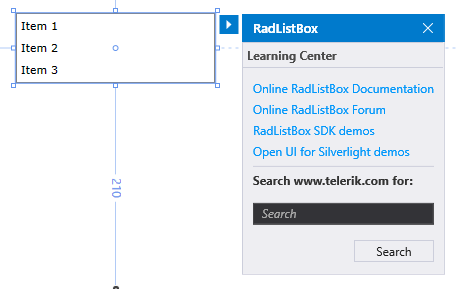 Item 1
Item 2
Item 3
210
RadListBox
Learning Center
Online RadListBox Documentation
Online RadListBox Forum
RadListBox SDK demos
Open UI for Silverlight demos
Search www.telerik.com for:
Search
Search